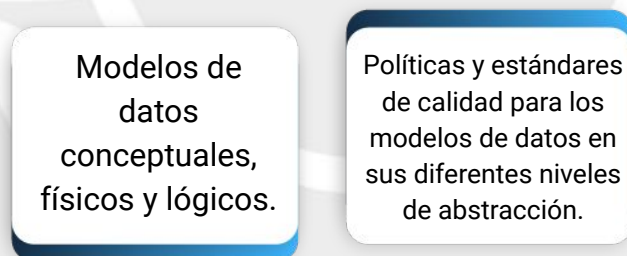 Modelos de
datos
conceptuales,
físicos y lógicos.
Políticas y estándares
de calidad para los
modelos de datos en
sus diferentes niveles
de abstracción.